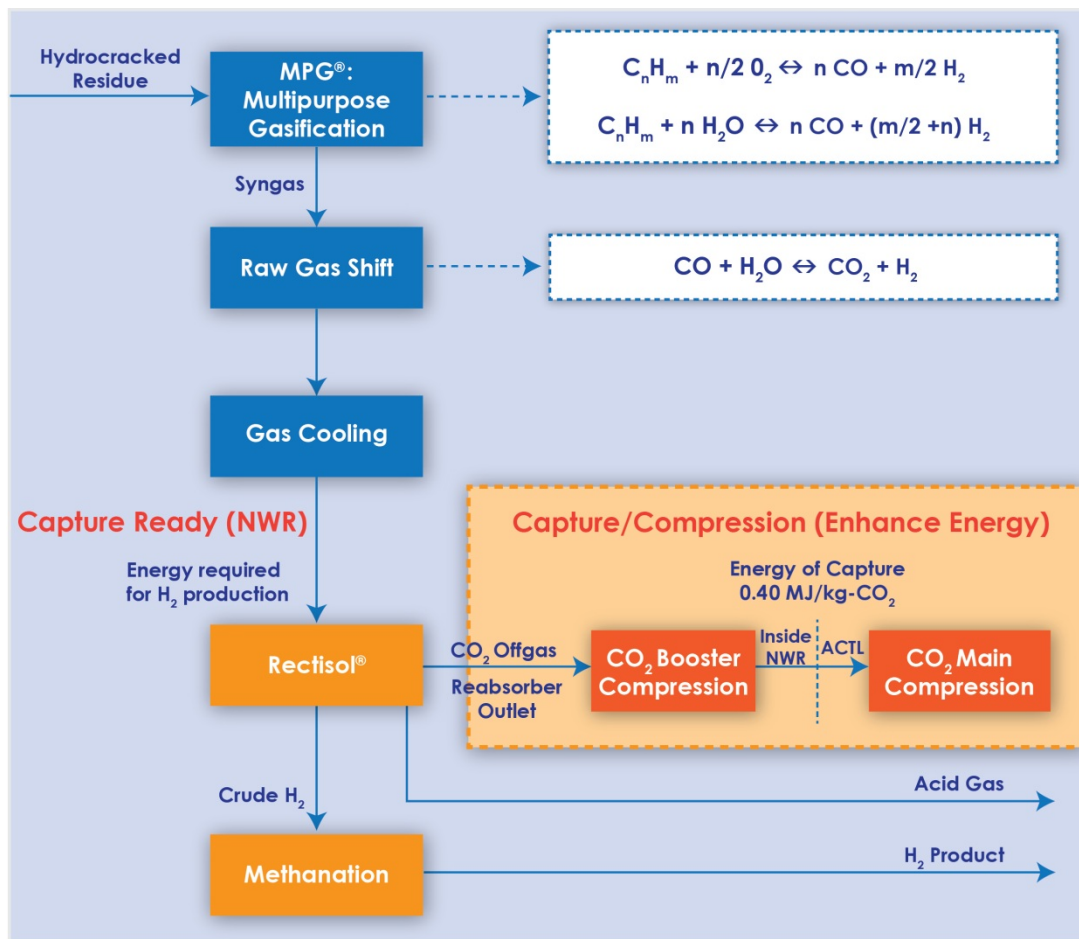 Hydrocracked
Residue
MPG®:
Multipurpose
Gasification
CₙHₘ + n/2 0₂ ↔ n CO + m/2 H₂
CₙHₘ + n H₂O ↔ n CO + (m/2 +n) H₂
Syngas
Raw Gas Shift
CO + H₂O ↔ CO₂ + H₂
Gas Cooling
Capture Ready (NWR)
Energy required
for H₂ production
Capture/Compression (Enhance Energy)
Energy of Capture
0.40 MJ/kg-CO₂
Rectisol®
CO₂ Offgas
Reabsorber
Outlet
CO₂ Booster
Compression
Inside
NWR
ACTL
CO₂ Main
Compression
Acid Gas
Crude H₂
Methanation
H₂ Product